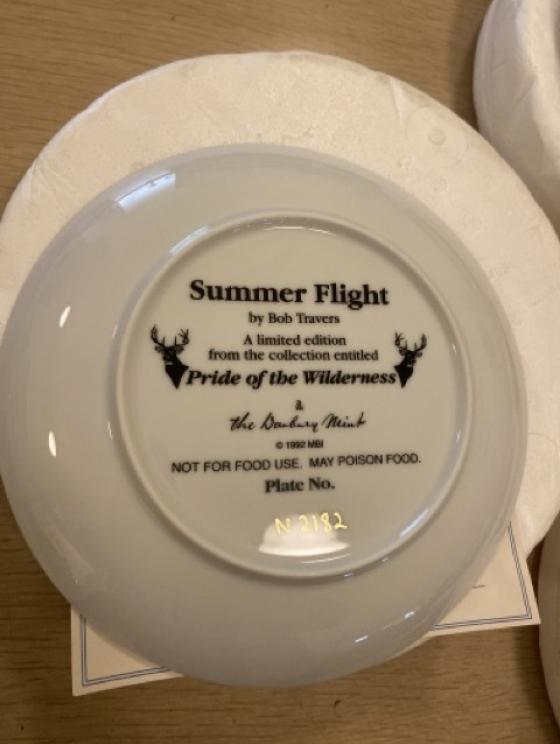 Summer Flight
by Bob Travers
A limited edition
from the collection entitled
Pride of the Wilderness
the Danbury Mint
© 1992 MBI
NOT FOR FOOD USE. MAY POISON FOOD.
Plate No.
N 2182